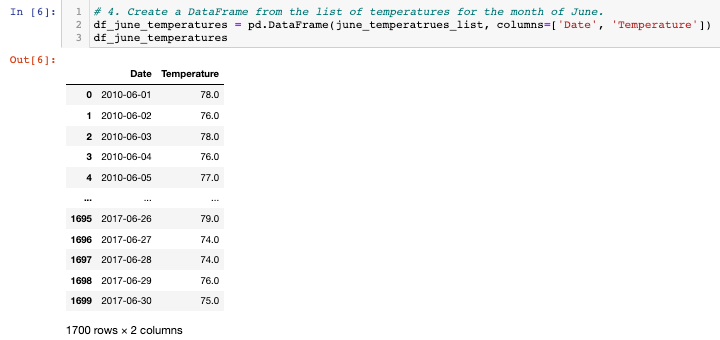 In [6]:
1 # 4. Create a DataFrame from the list of temperatures for the month of June.
2 df_june_temperatures = pd.DataFrame(june_temperatrues_list, columns=['Date', 'Temperature'])
3 df_june_temperatures
Out[6]:
Date Temperature
0 2010-06-01 78.0
1 2010-06-02 76.0
2 2010-06-03 78.0
3 2010-06-04 76.0
4 2010-06-05 77.0
... ... ...
1695 2017-06-26 79.0
1696 2017-06-27 74.0
1697 2017-06-28 74.0
1698 2017-06-29 76.0
1699 2017-06-30 75.0
1700 rows × 2 columns